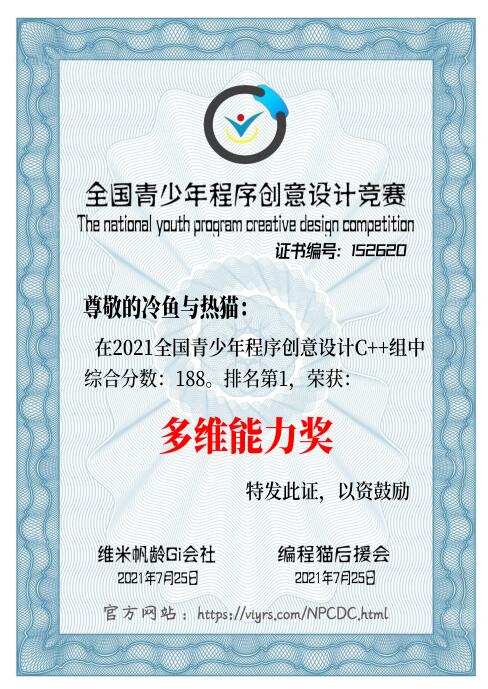 全国青少年程序创意设计竞赛
The national youth program creative design competition
证书编号：152620
尊敬的冷鱼与热猫：
在2021全国青少年程序创意设计C++组中
综合分数：188。排名第1，荣获：
多维能力奖
特发此证，以资鼓励
维米帆龄Gi会社 编程猫后援会
2021年7月25日 2021年7月25日
官方网站：https://viyrs.com/NPCDC.html